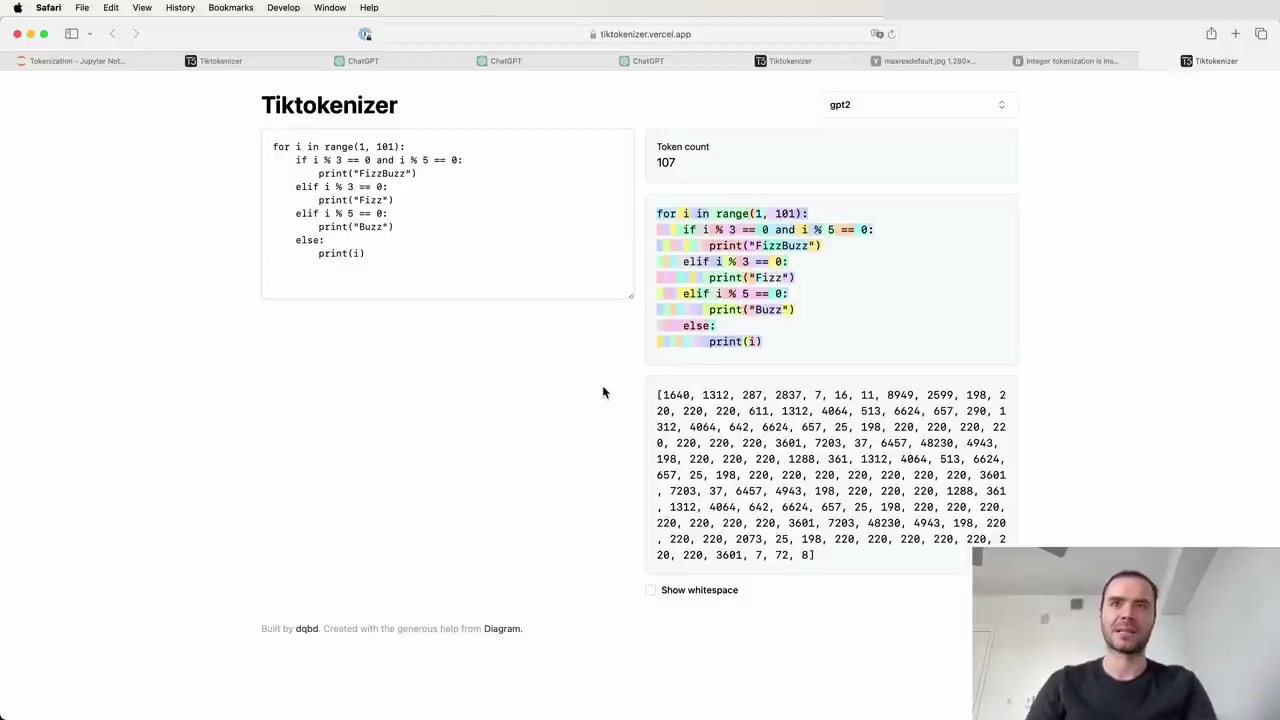 Safari File Edit View History Bookmarks Develop Window Help
tiktokenizer.vercel.app
Tokenization - Jupyter Not... Tiktokenizer ChatGPT ChatGPT ChatGPT Tiktokenizer maxresdefault.jpg 1,280x... Integer tokenization is ins... Tiktokenizer
Tiktokenizer
gpt2
for i in range(1, 101):
    if i % 3 == 0 and i % 5 == 0:
        print("FizzBuzz")
    elif i % 3 == 0:
        print("Fizz")
    elif i % 5 == 0:
        print("Buzz")
    else:
        print(i)
Token count
107
for i in range(1, 101):
    if i % 3 == 0 and i % 5 == 0:
        print("FizzBuzz")
    elif i % 3 == 0:
        print("Fizz")
    elif i % 5 == 0:
        print("Buzz")
    else:
        print(i)
[1640, 1312, 287, 2837, 7, 16, 11, 8949, 2599, 198, 2
20, 220, 220, 611, 1312, 4064, 513, 6624, 657, 290, 1
312, 4064, 642, 6624, 657, 25, 198, 220, 220, 220, 22
0, 220, 220, 220, 3601, 7203, 37, 6457, 48230, 4943,
198, 220, 220, 220, 1288, 361, 1312, 4064, 513, 6624,
657, 25, 198, 220, 220, 220, 220, 220, 220, 220, 3601
, 7203, 37, 6457, 4943, 198, 220, 220, 220, 1288, 361
, 1312, 4064, 642, 6624, 657, 25, 198, 220, 220, 220,
220, 220, 220, 220, 3601, 7203, 48230, 4943, 198, 220
, 220, 220, 2073, 25, 198, 220, 220, 220, 220, 220, 2
20, 220, 3601, 7, 72, 8]
Show whitespace
Built by dqbd. Created with the generous help from Diagram.